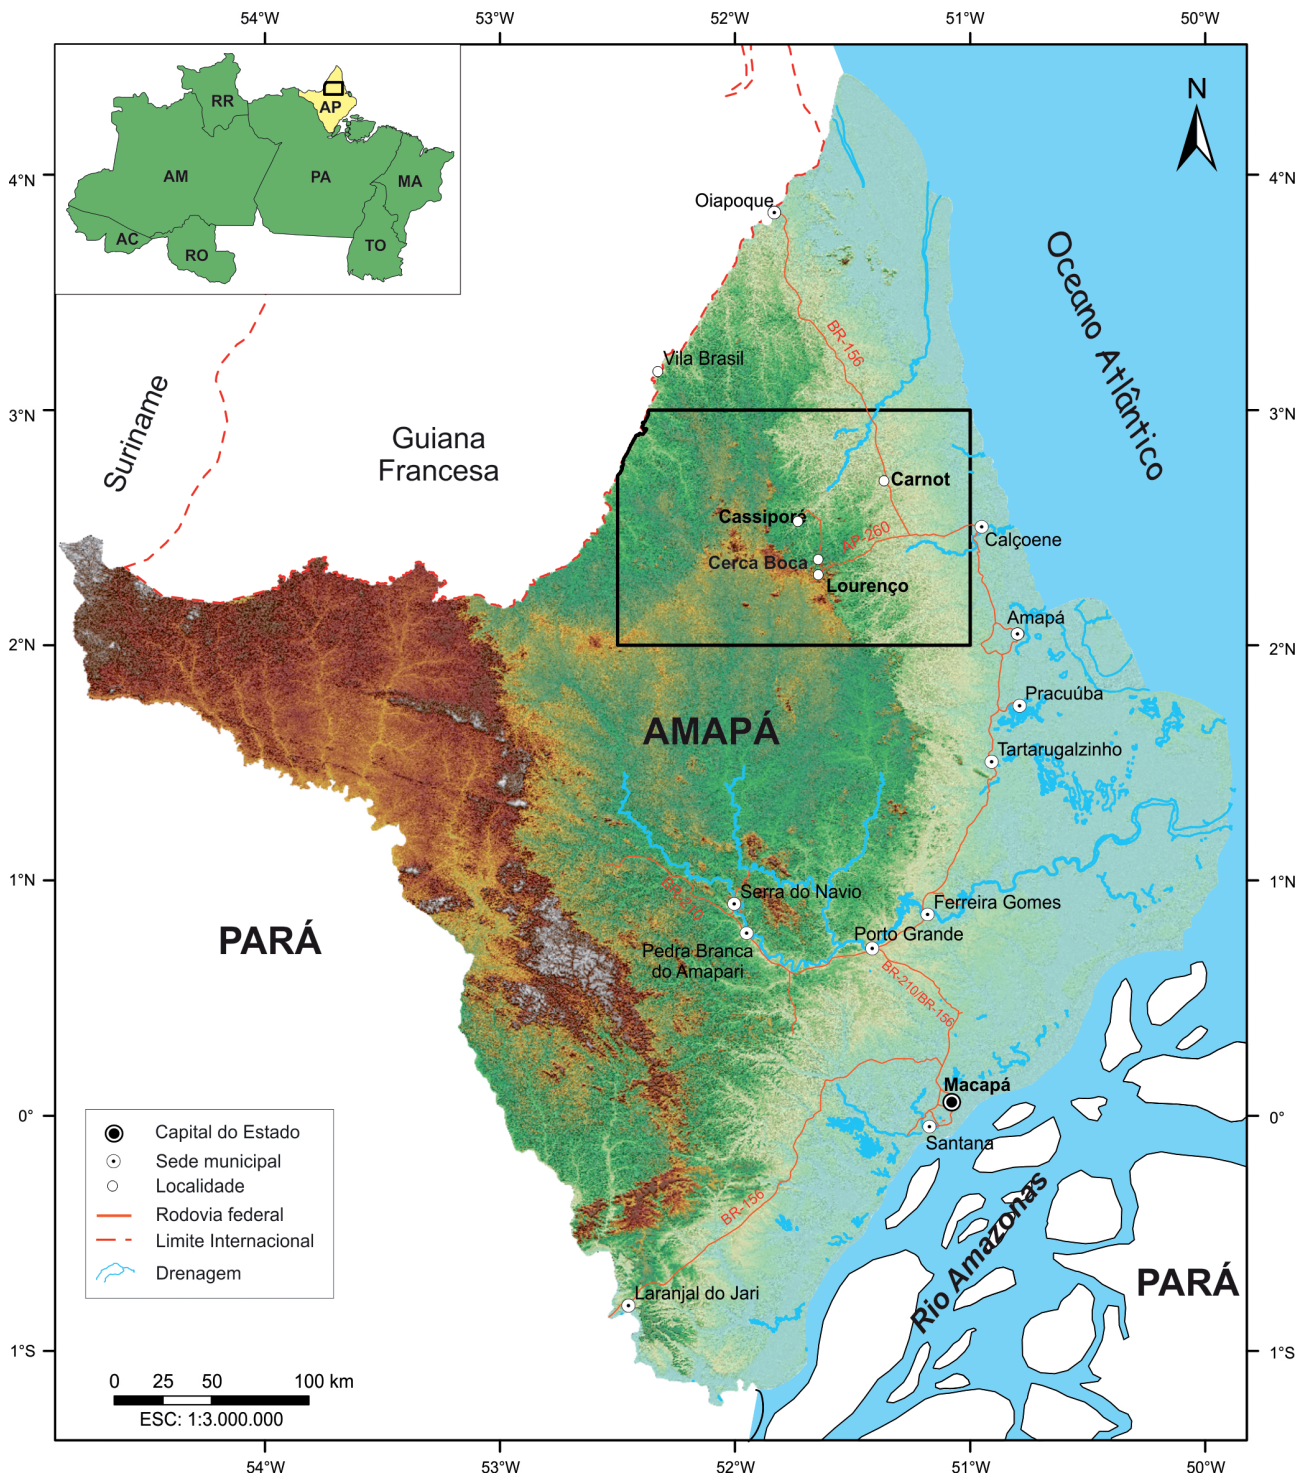 54°W
53°W
52°W
51°W
50°W
RR
AP
AM
PA
MA
AC
RO
TO
N
4°N
4°N
Oiapoque
Oceano Atlântico
BR-156
Vila Brasil
3°N
3°N
Suriname
Guiana
Francesa
Carnot
Cassiporé
AP-260
Calçoene
Cerca Boca
Lourenço
Amapá
2°N
2°N
Pracuúba
AMAPÁ
Tartarugalzinho
1°N
1°N
BR-210
Serra do Navio
Ferreira Gomes
Porto Grande
PARÁ
Pedra Branca
do Amapari
BR-210/BR-156
Macapá
0°
0°
Santana
Capital do Estado
Sede municipal
Localidade
Rodovia federal
Limite Internacional
Drenagem
BR-156
Rio Amazonas
PARÁ
Laranjal do Jari
1°S
1°S
0 25 50 100 km
ESC: 1:3.000.000
54°W
53°W
52°W
51°W
50°W